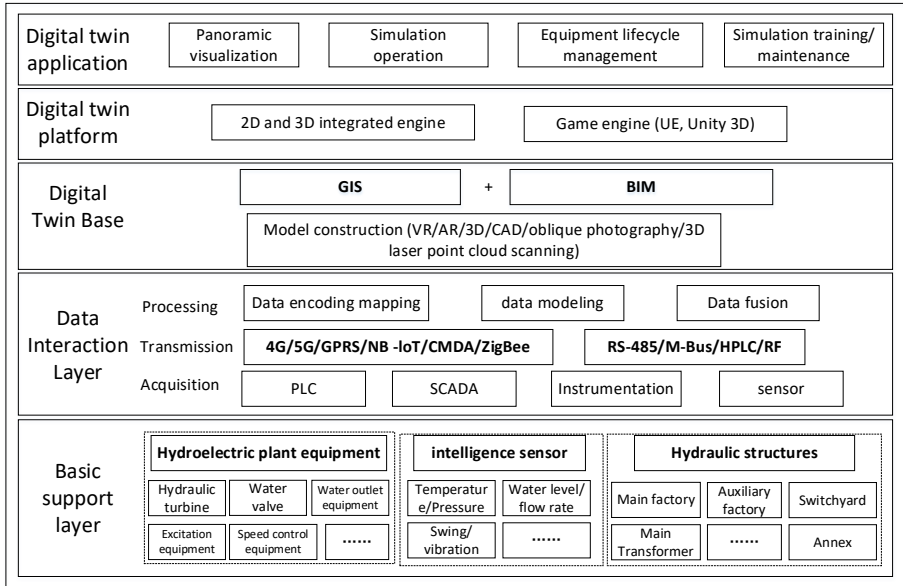 Digital twin
application
Panoramic
visualization
Simulation
operation
Equipment lifecycle
management
Simulation training/
maintenance
Digital twin
platform
2D and 3D integrated engine
Game engine (UE, Unity 3D)
Digital
Twin Base
GIS
+
BIM
Model construction (VR/AR/3D/CAD/oblique photography/3D
laser point cloud scanning)
Data
Interaction
Layer
Processing
Data encoding mapping
data modeling
Data fusion
Transmission
4G/5G/GPRS/NB -IoT/CMDA/ZigBee
RS-485/M-Bus/HPLC/RF
Acquisition
PLC
SCADA
Instrumentation
sensor
Basic
support
layer
Hydroelectric plant equipment
Hydraulic
turbine
Water
valve
Water outlet
equipment
Excitation
equipment
Speed control
equipment
......
intelligence sensor
Temperatur
e/Pressure
Water level/
flow rate
Swing/
vibration
......
Hydraulic structures
Main factory
Auxiliary
factory
Switchyard
Main
Transformer
......
Annex